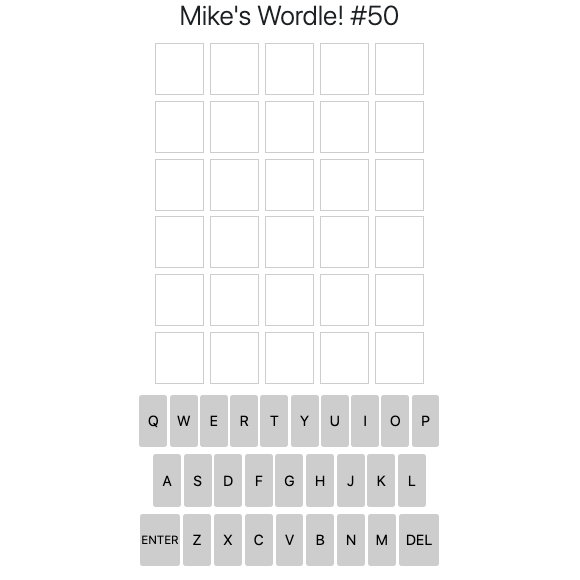 Mike's Wordle! #50
Q W E R T Y U I O P
A S D F G H J K L
ENTER Z X C V B N M DEL